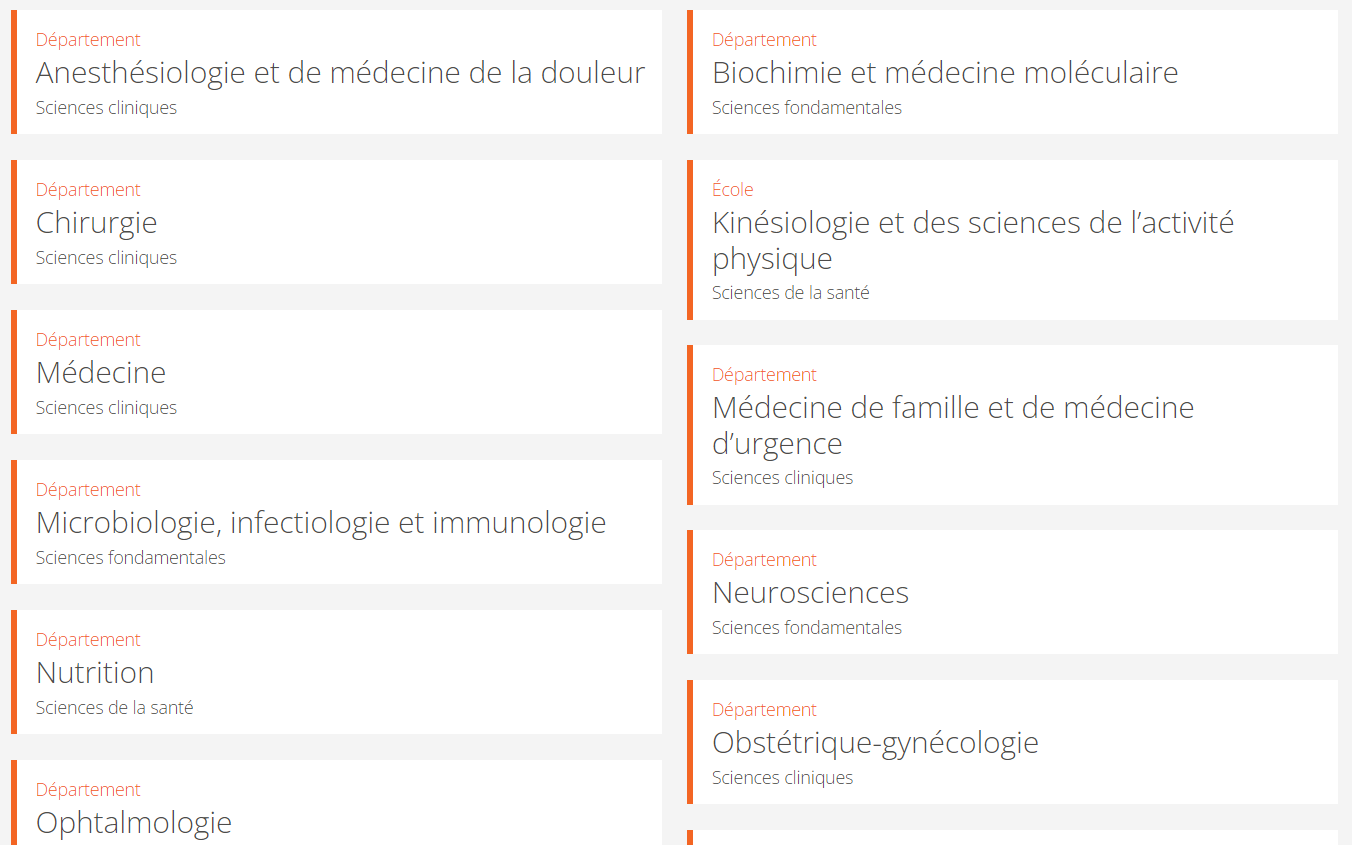 Département
Anesthésiologie et de médecine de la douleur
Sciences cliniques
Département
Biochimie et médecine moléculaire
Sciences fondamentales
Département
Chirurgie
Sciences cliniques
École
Kinésiologie et des sciences de l’activité
physique
Sciences de la santé
Département
Médecine
Sciences cliniques
Département
Médecine de famille et de médecine
d’urgence
Sciences cliniques
Département
Microbiologie, infectiologie et immunologie
Sciences fondamentales
Département
Neurosciences
Sciences fondamentales
Département
Nutrition
Sciences de la santé
Département
Obstétrique-gynécologie
Sciences cliniques
Département
Ophtalmologie